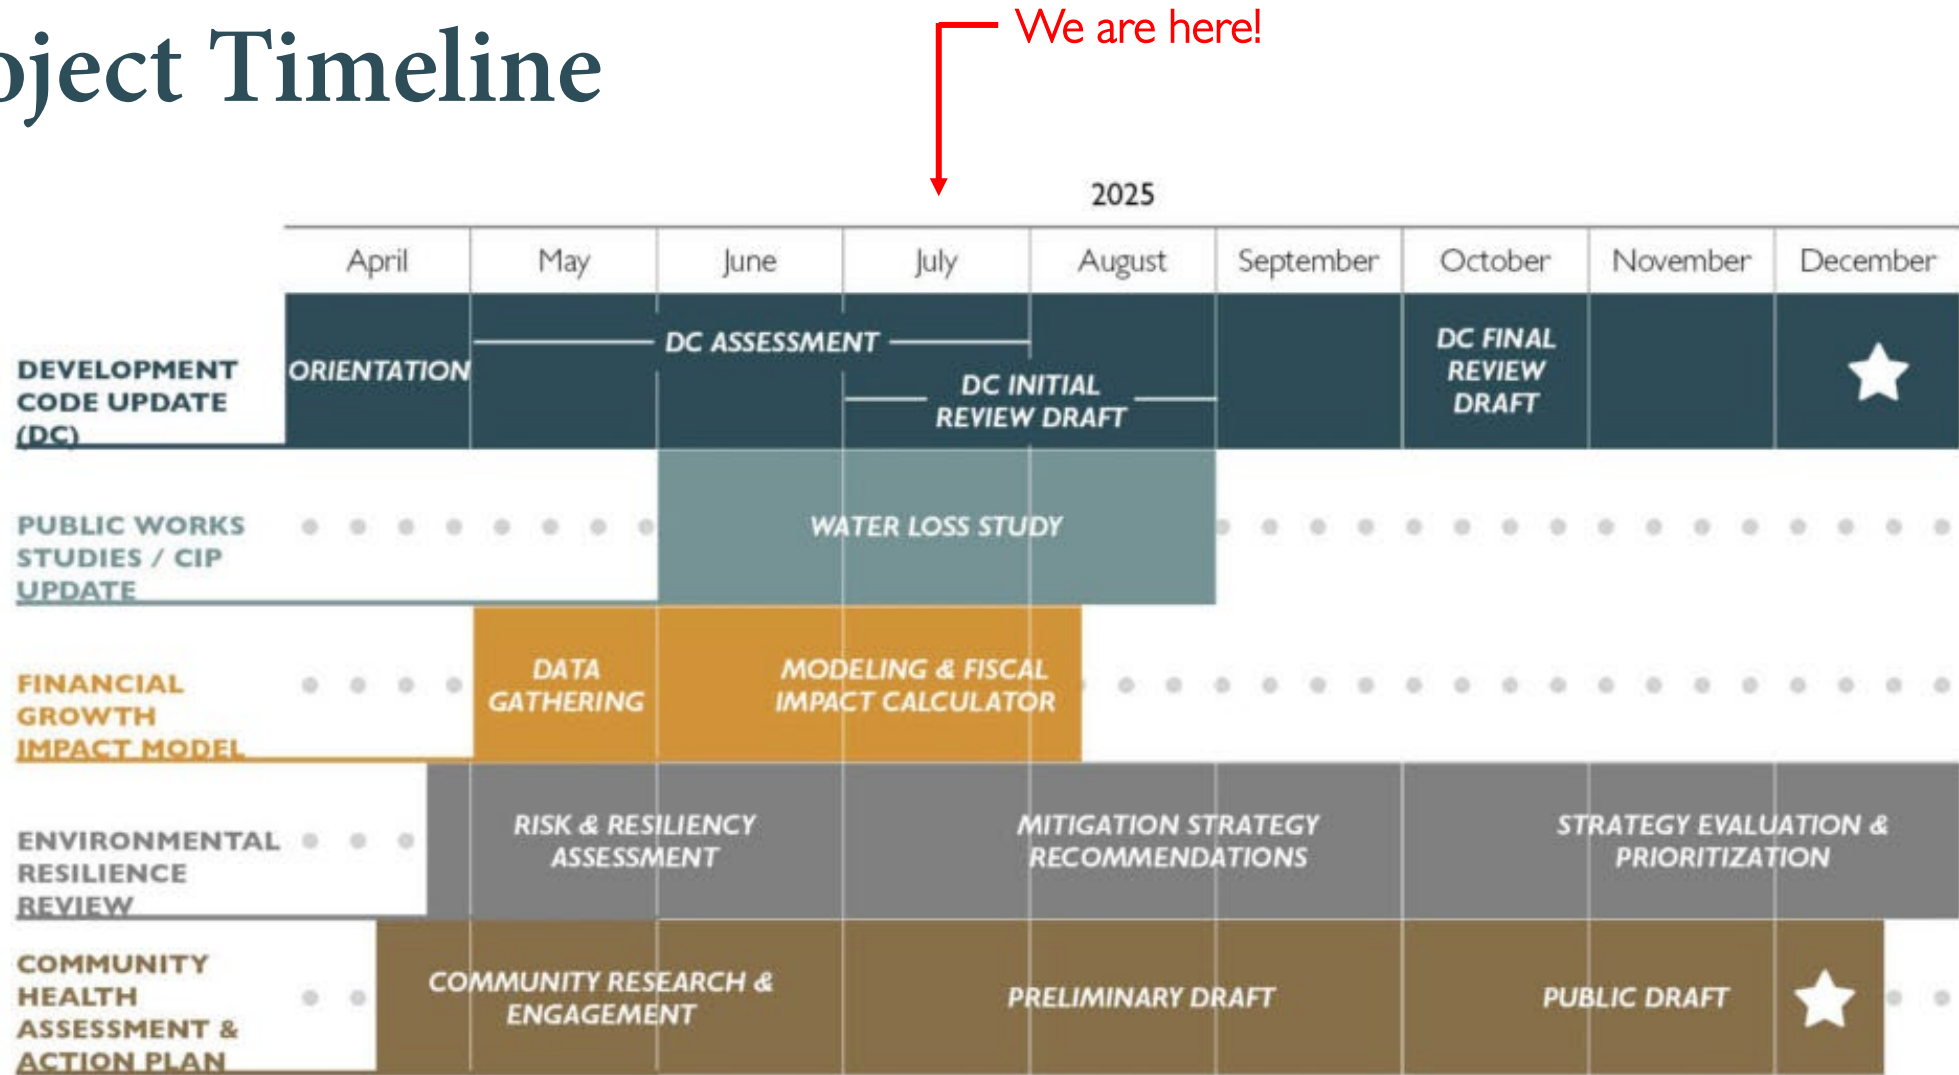 oject Timeline
We are here!
2025
April
May
June
July
August
September
October
November
December
DEVELOPMENT
CODE UPDATE
(DC)
ORIENTATION
DC ASSESSMENT
DC INITIAL
REVIEW DRAFT
DC FINAL
REVIEW
DRAFT
PUBLIC WORKS
STUDIES / CIP
UPDATE
WATER LOSS STUDY
FINANCIAL
GROWTH
IMPACT MODEL
DATA
GATHERING
MODELING & FISCAL
IMPACT CALCULATOR
ENVIRONMENTAL
RESILIENCE
REVIEW
RISK & RESILIENCY
ASSESSMENT
MITIGATION STRATEGY
RECOMMENDATIONS
STRATEGY EVALUATION &
PRIORITIZATION
COMMUNITY
HEALTH
ASSESSMENT &
ACTION PLAN
COMMUNITY RESEARCH &
ENGAGEMENT
PRELIMINARY DRAFT
PUBLIC DRAFT